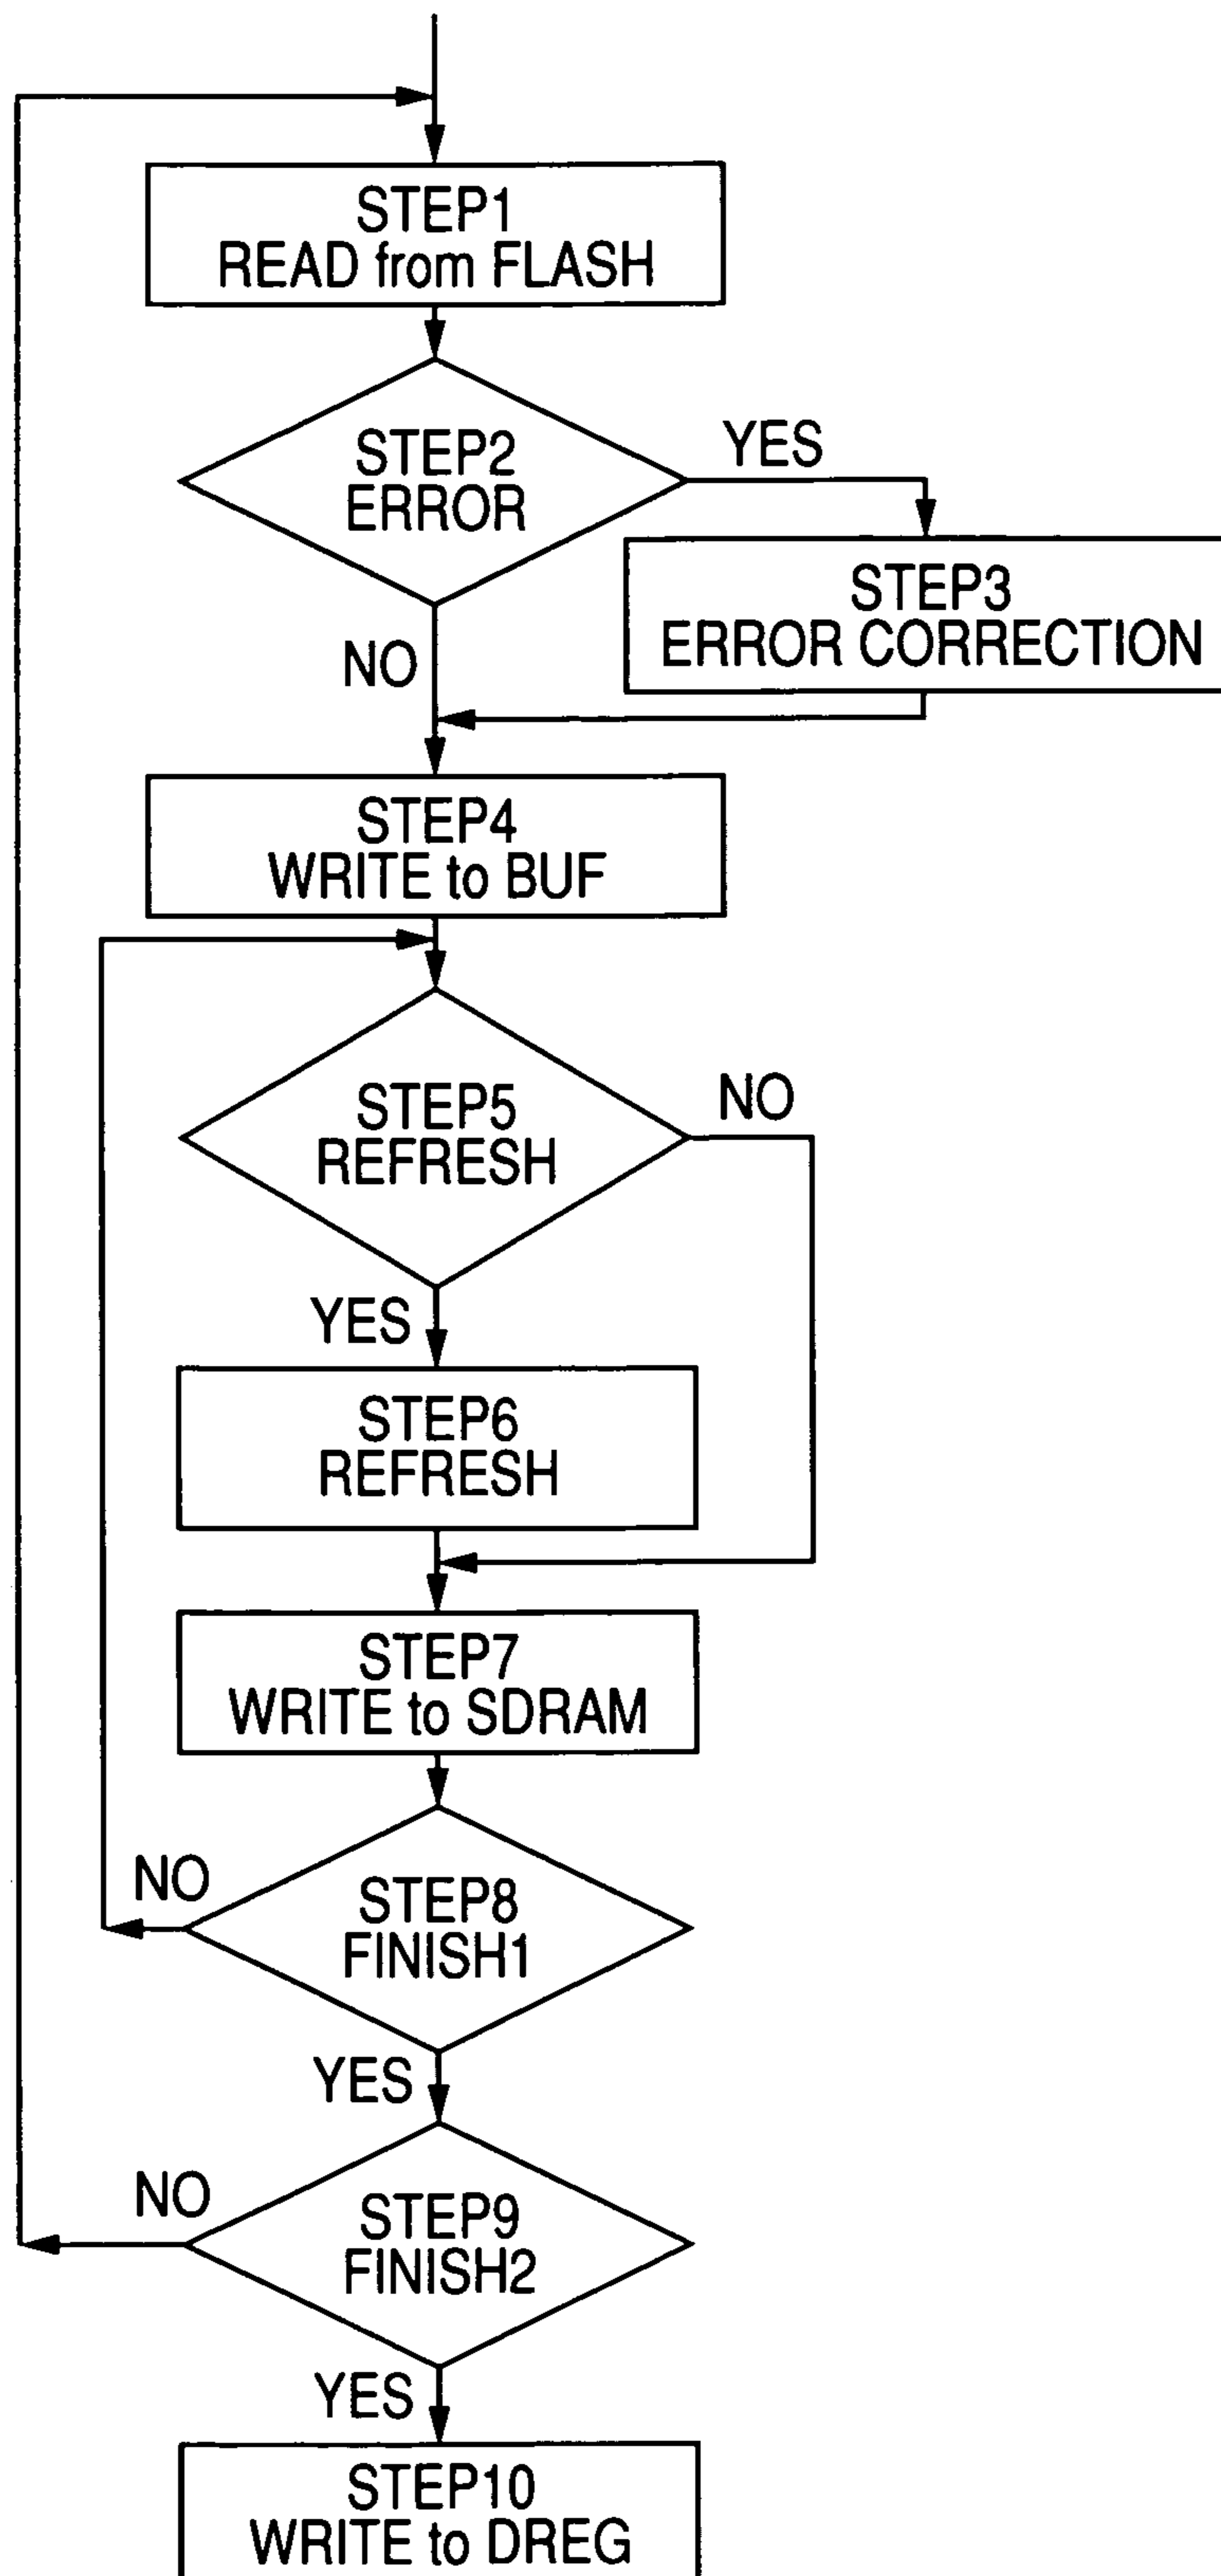 STEP1
READ from FLASH
STEP2
ERROR
YES
STEP3
ERROR CORRECTION
NO
STEP4
WRITE to BUF
STEP5
REFRESH
NO
YES
STEP6
REFRESH
STEP7
WRITE to SDRAM
NO
STEP8
FINISH1
YES
NO
STEP9
FINISH2
YES
STEP10
WRITE to DREG